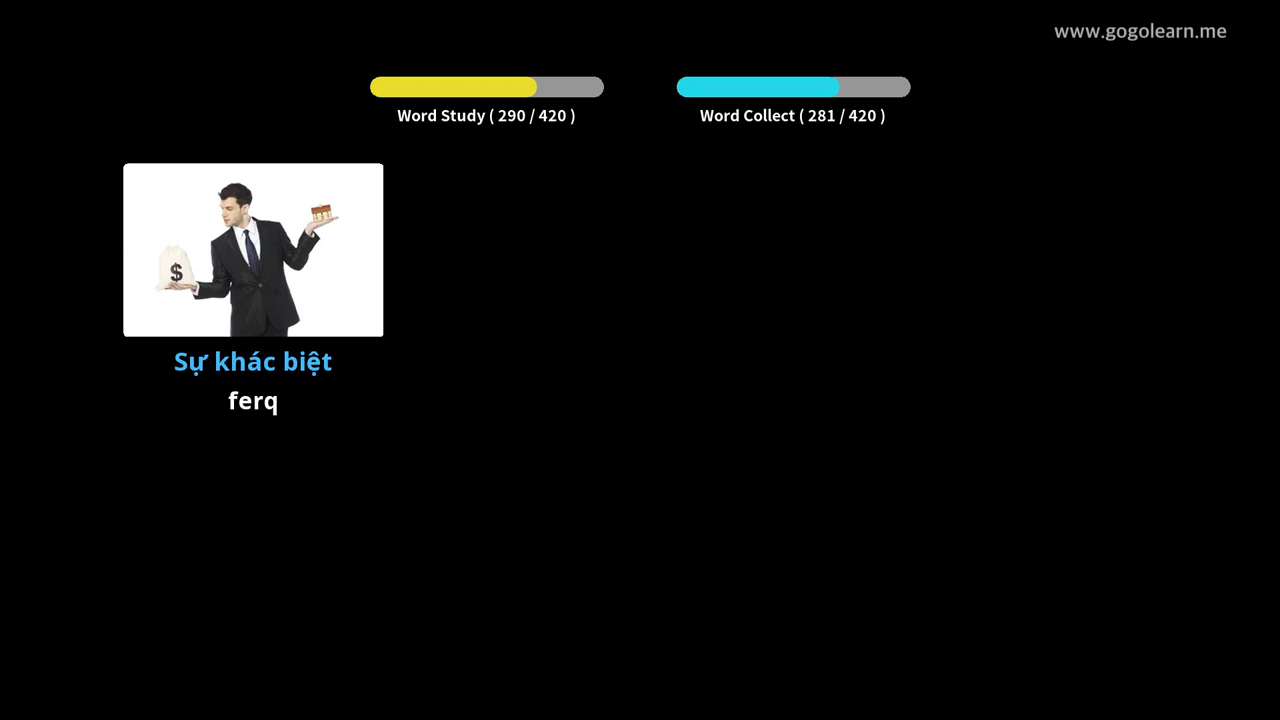 www.gogolearn.me
Word Study ( 290 / 420 )
Word Collect ( 281 / 420 )
$
Sự khác biệt
ferq